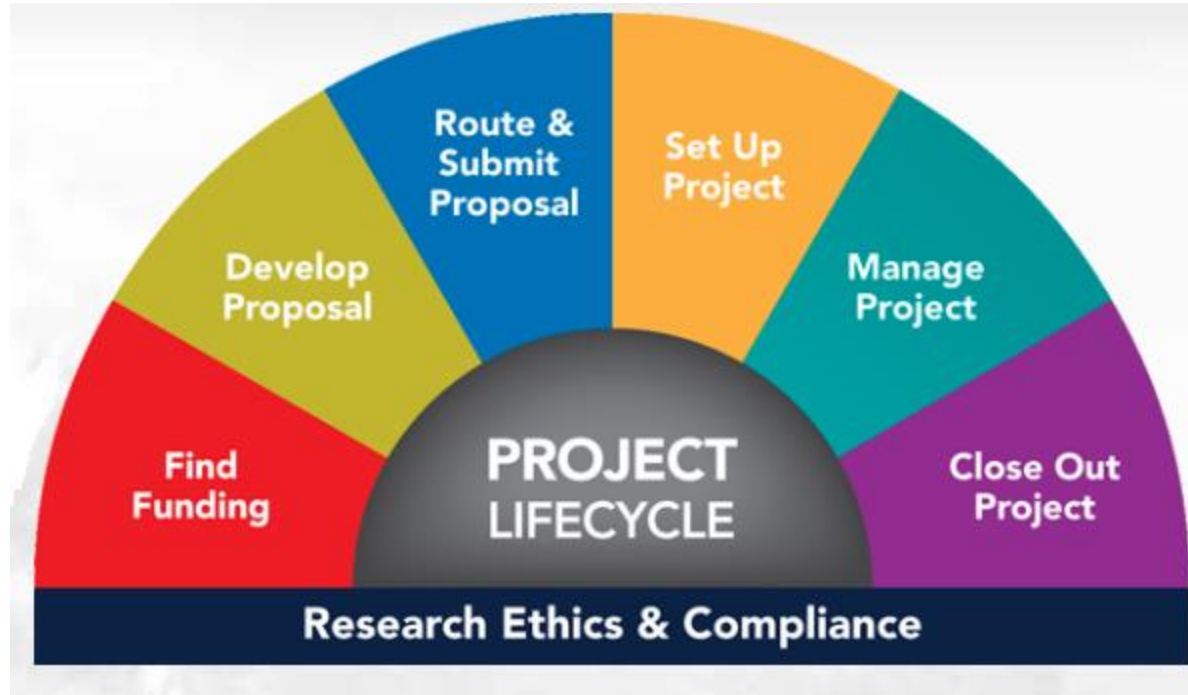 Find
Funding
Develop
Proposal
Route &
Submit
Proposal
Set Up
Project
Manage
Project
Close Out
Project
PROJECT
LIFECYCLE
Research Ethics & Compliance